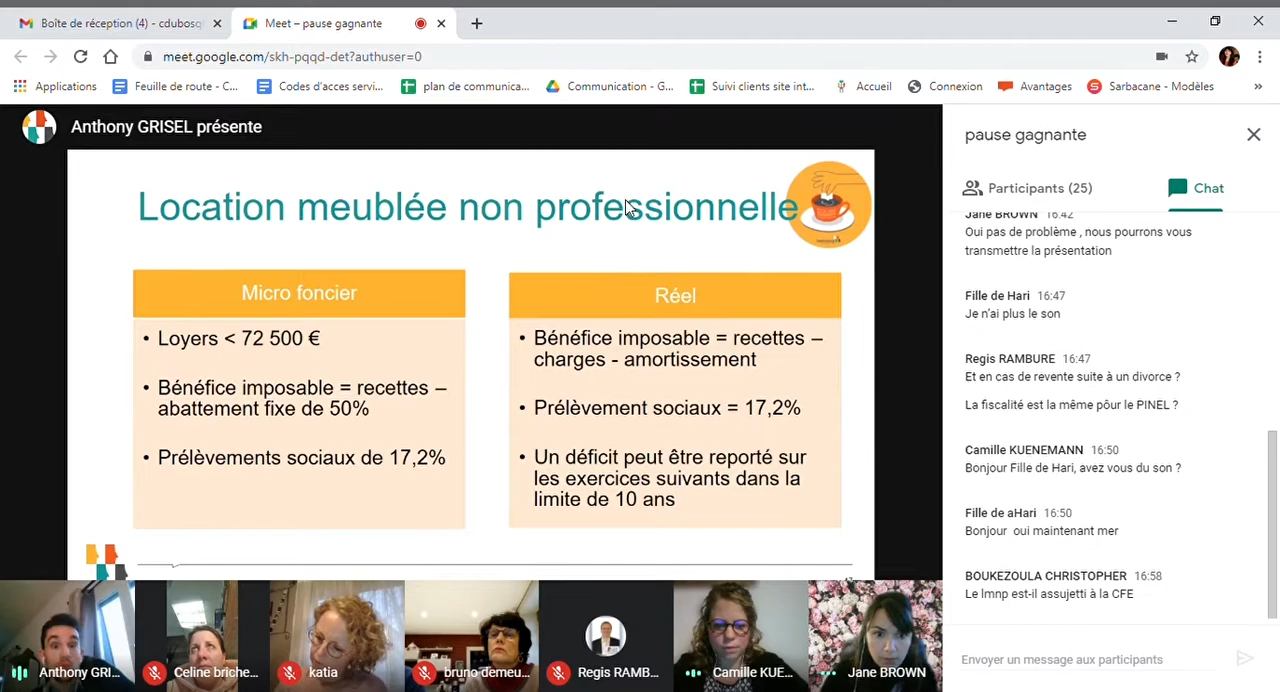 Boîte de réception (4) - cdubosq
Meet – pause gagnante
meet.google.com/skh-pqqd-det?authuser=0
Applications
Feuille de route - C...
Codes d'acces servi...
plan de communica...
Communication - G...
Suivi clients site int...
Accueil
Connexion
Avantages
Sarbacane - Modèles
Anthony GRISEL présente
Location meublée non professionnelle
Micro foncier
• Loyers < 72 500 €
• Bénéfice imposable = recettes –
abattement fixe de 50%
• Prélèvements sociaux de 17,2%
Réel
• Bénéfice imposable = recettes –
charges - amortissement
• Prélèvement sociaux = 17,2%
• Un déficit peut être reporté sur
les exercices suivants dans la
limite de 10 ans
Anthony GRI...
Celine briche...
katia
bruno demeu...
Regis RAMB...
Camille KUE...
Jane BROWN
pause gagnante
Participants (25)
Chat
Jane BROWN 16:42
Oui pas de problème , nous pourrons vous
transmettre la présentation
Fille de Hari 16:47
Je n'ai plus le son
Regis RAMBURE 16:47
Et en cas de revente suite à un divorce ?
La fiscalité est la même pôur le PINEL ?
Camille KUENEMANN 16:50
Bonjour Fille de Hari, avez vous du son ?
Fille de aHari 16:50
Bonjour oui maintenant mer
BOUKEZOULA CHRISTOPHER 16:58
Le lmnp est-il assujetti à la CFE
Envoyer un message aux participants